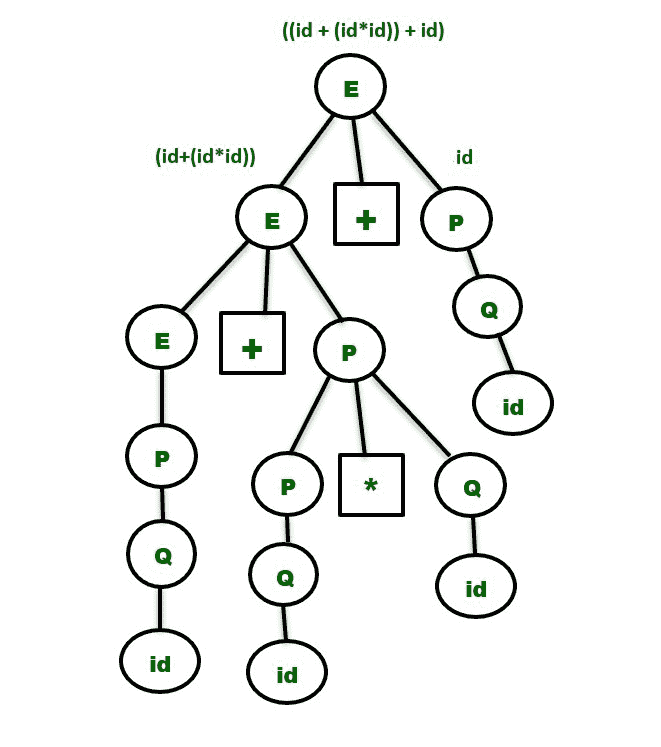 ((id + (id*id)) + id)
E
(id+(id*id))
id
E
+
P
Q
E
+
P
id
P
P
*
Q
Q
Q
id
id
id